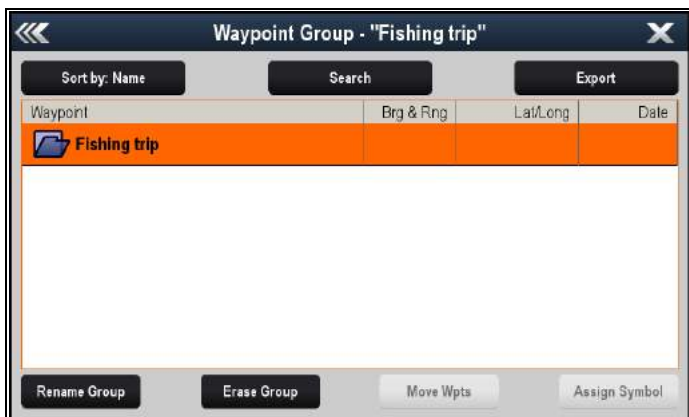 Waypoint Group - "Fishing trip"
Sort by: Name Search Export
Waypoint Brg & Rng Lat/Long Date
Fishing trip
Rename Group Erase Group Move Wpts Assign Symbol